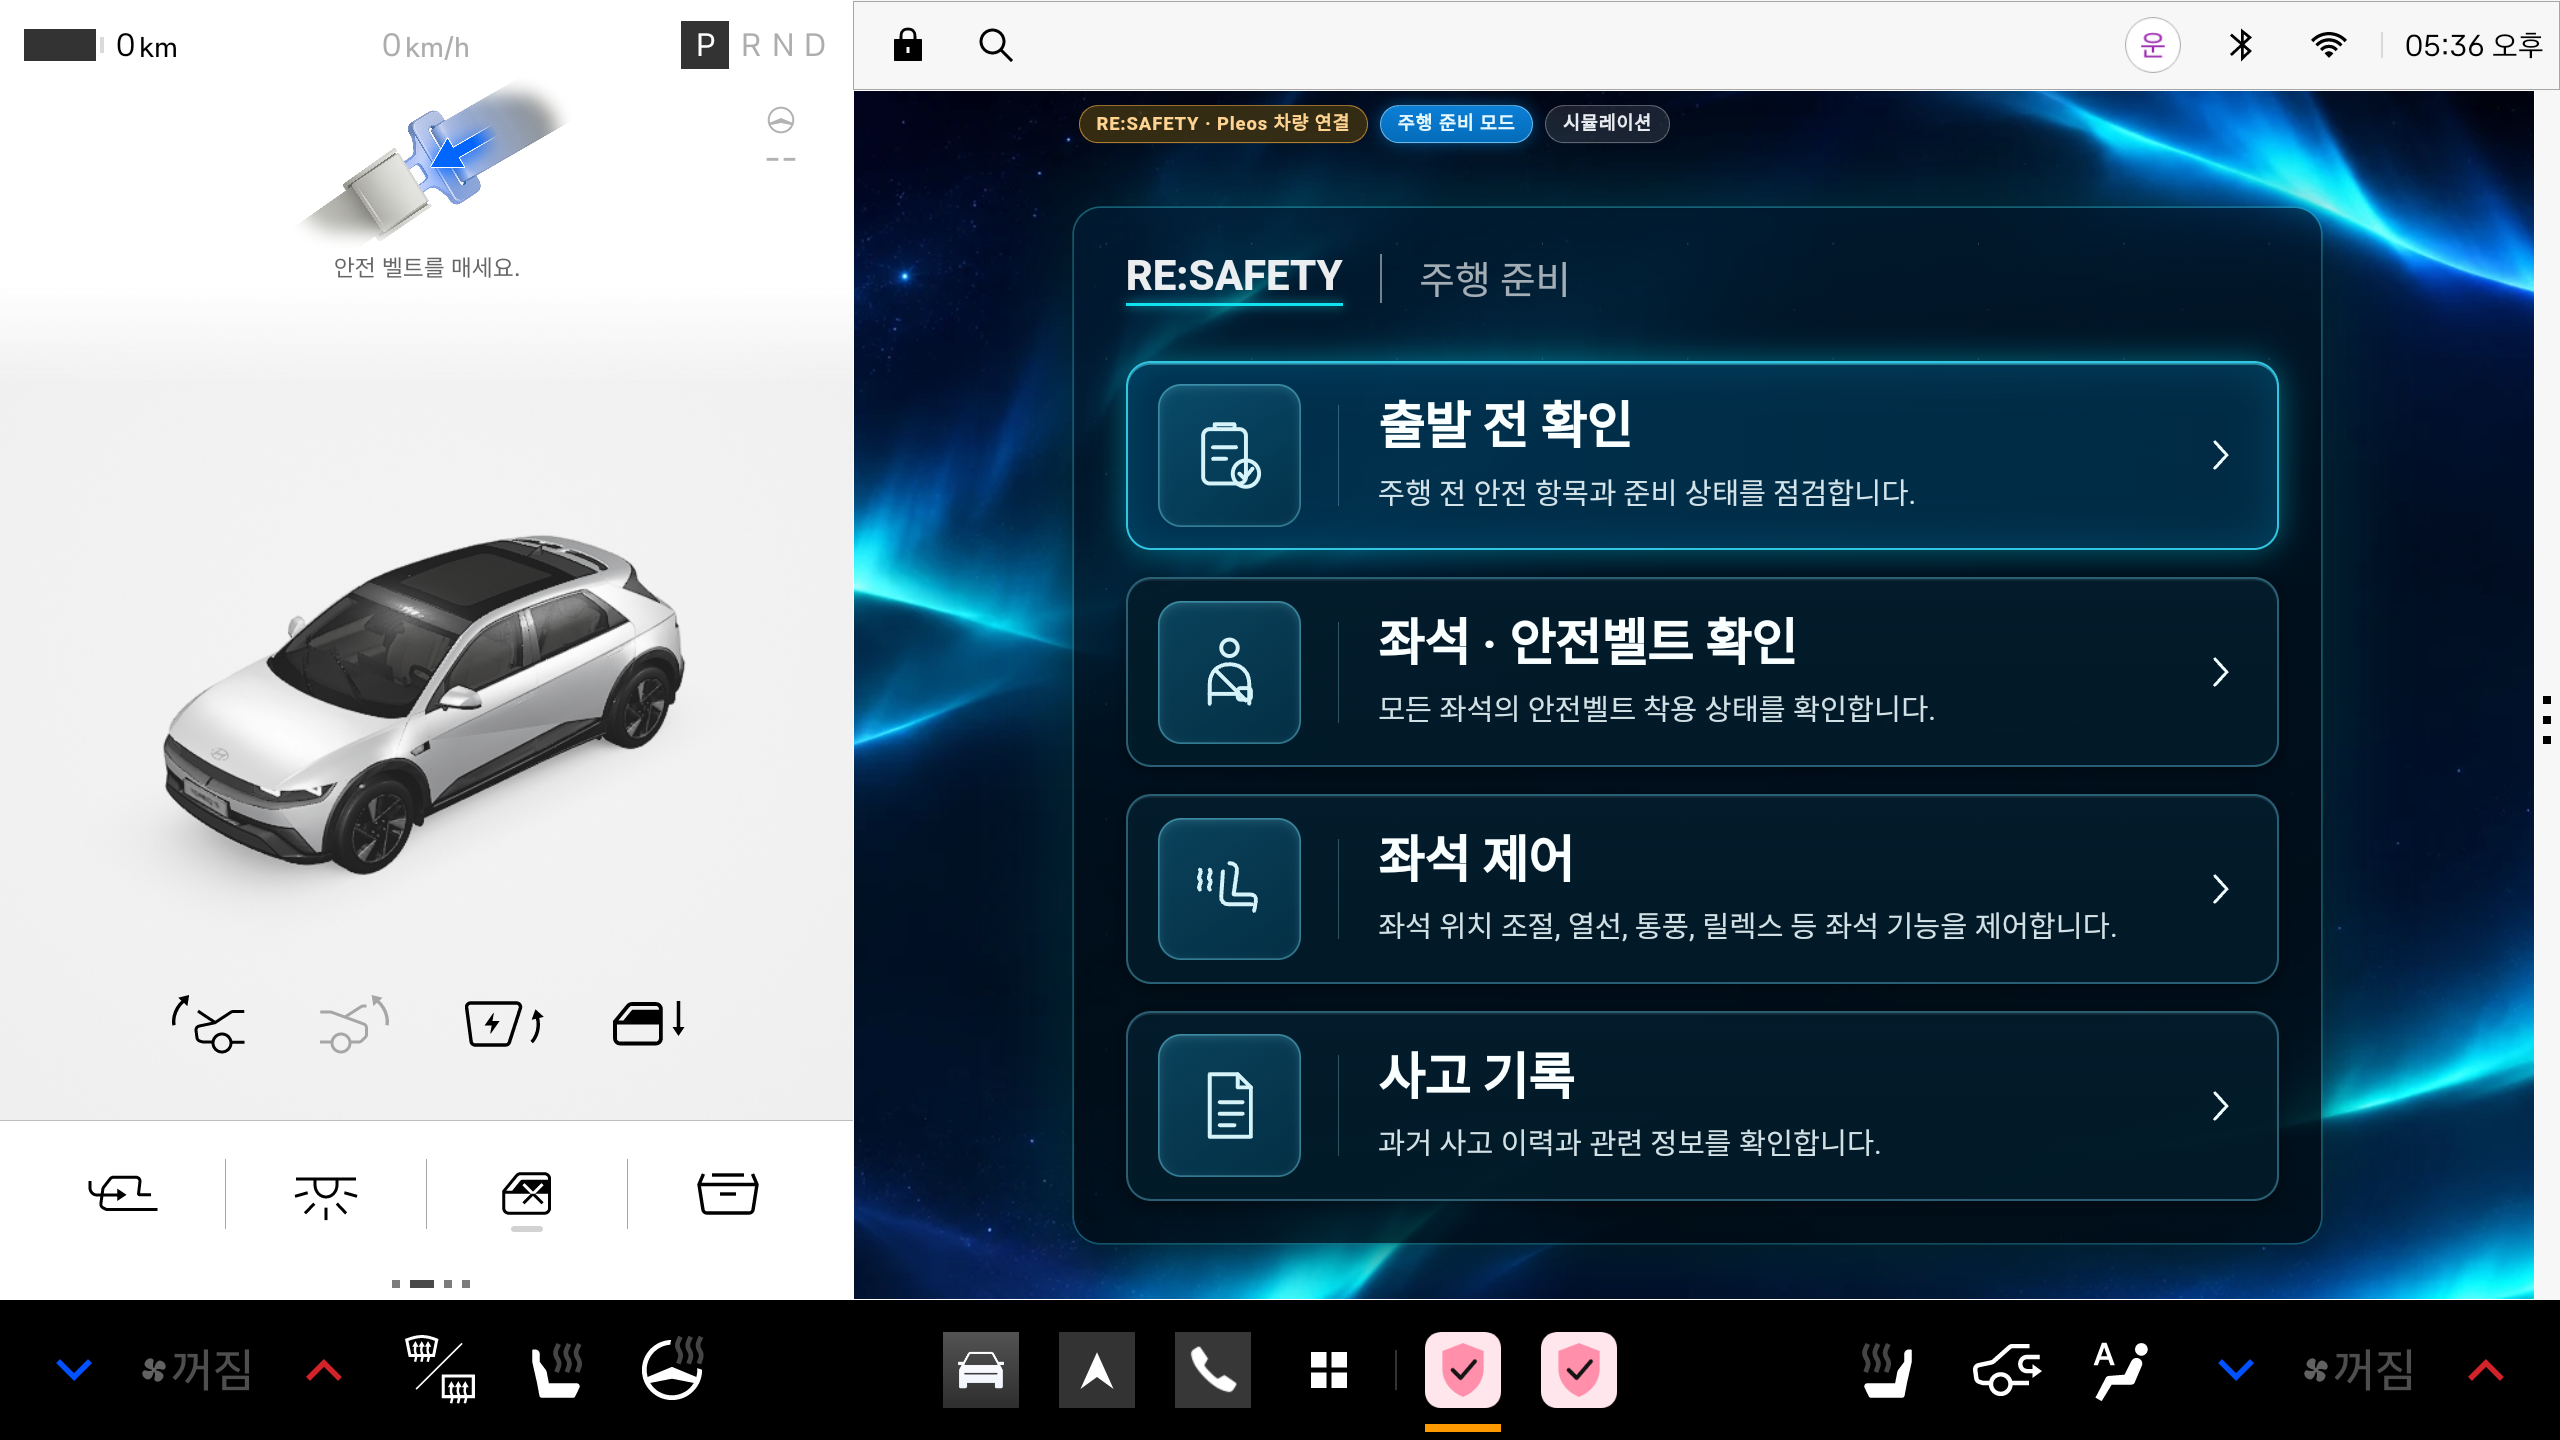 0 km
0 km/h
P R N D
안전 벨트를 매세요.
운
05:36 오후
RE:SAFETY · Pleos 차량 연결
주행 준비 모드
시뮬레이션
RE:SAFETY
주행 준비
출발 전 확인
주행 전 안전 항목과 준비 상태를 점검합니다.
좌석 · 안전벨트 확인
모든 좌석의 안전벨트 착용 상태를 확인합니다.
좌석 제어
좌석 위치 조절, 열선, 통풍, 릴렉스 등 좌석 기능을 제어합니다.
사고 기록
과거 사고 이력과 관련 정보를 확인합니다.
꺼짐
A
꺼짐